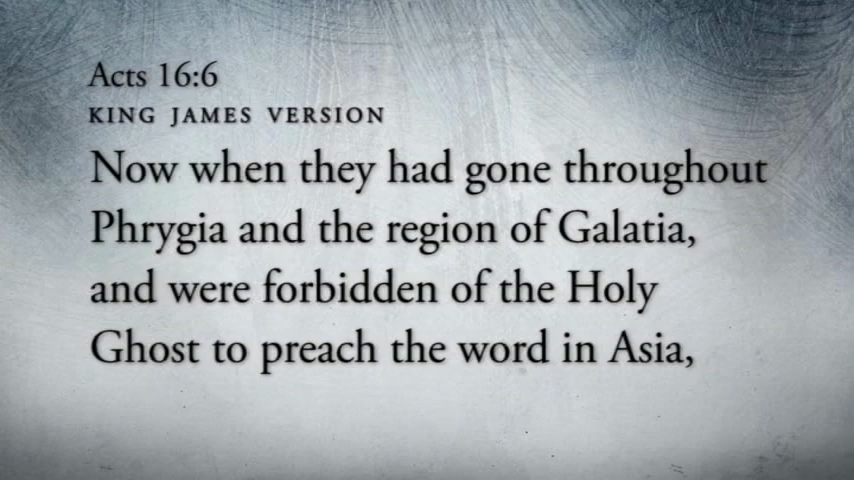 Acts 16:6
KING JAMES VERSION
Now when they had gone throughout
Phrygia and the region of Galatia,
and were forbidden of the Holy
Ghost to preach the word in Asia,